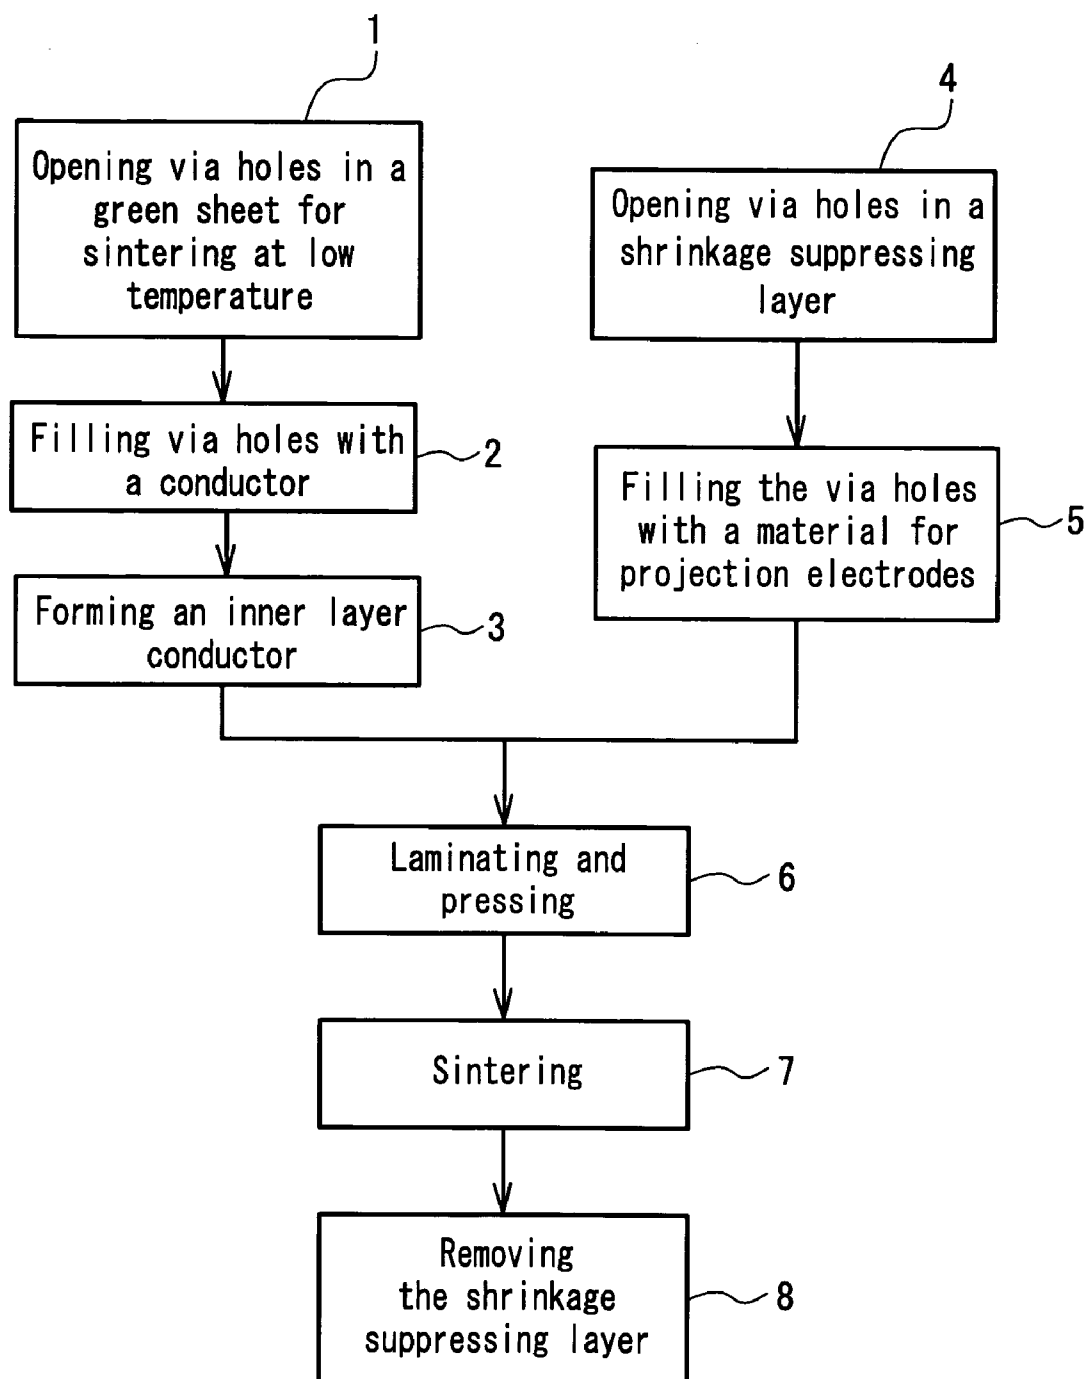 1
Opening via holes in a
green sheet for
sintering at low
temperature
Filling via holes with
a conductor
2
Forming an inner layer
conductor
3
4
Opening via holes in a
shrinkage suppressing
layer
Filling the via holes
with a material for
projection electrodes
5
Laminating and
pressing
6
Sintering
7
Removing
the shrinkage
suppressing layer
8